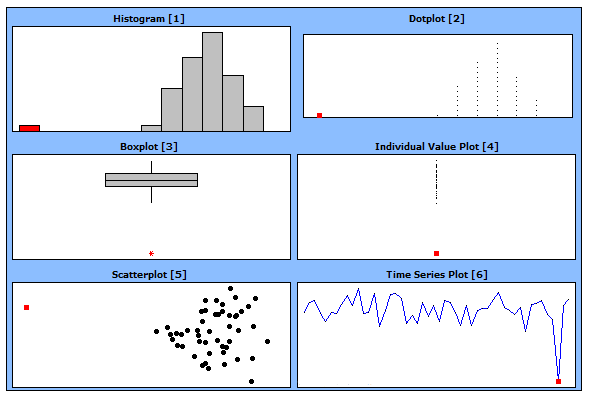 Histogram [1]
Dotplot [2]
Boxplot [3]
Individual Value Plot [4]
Scatterplot [5]
Time Series Plot [6]